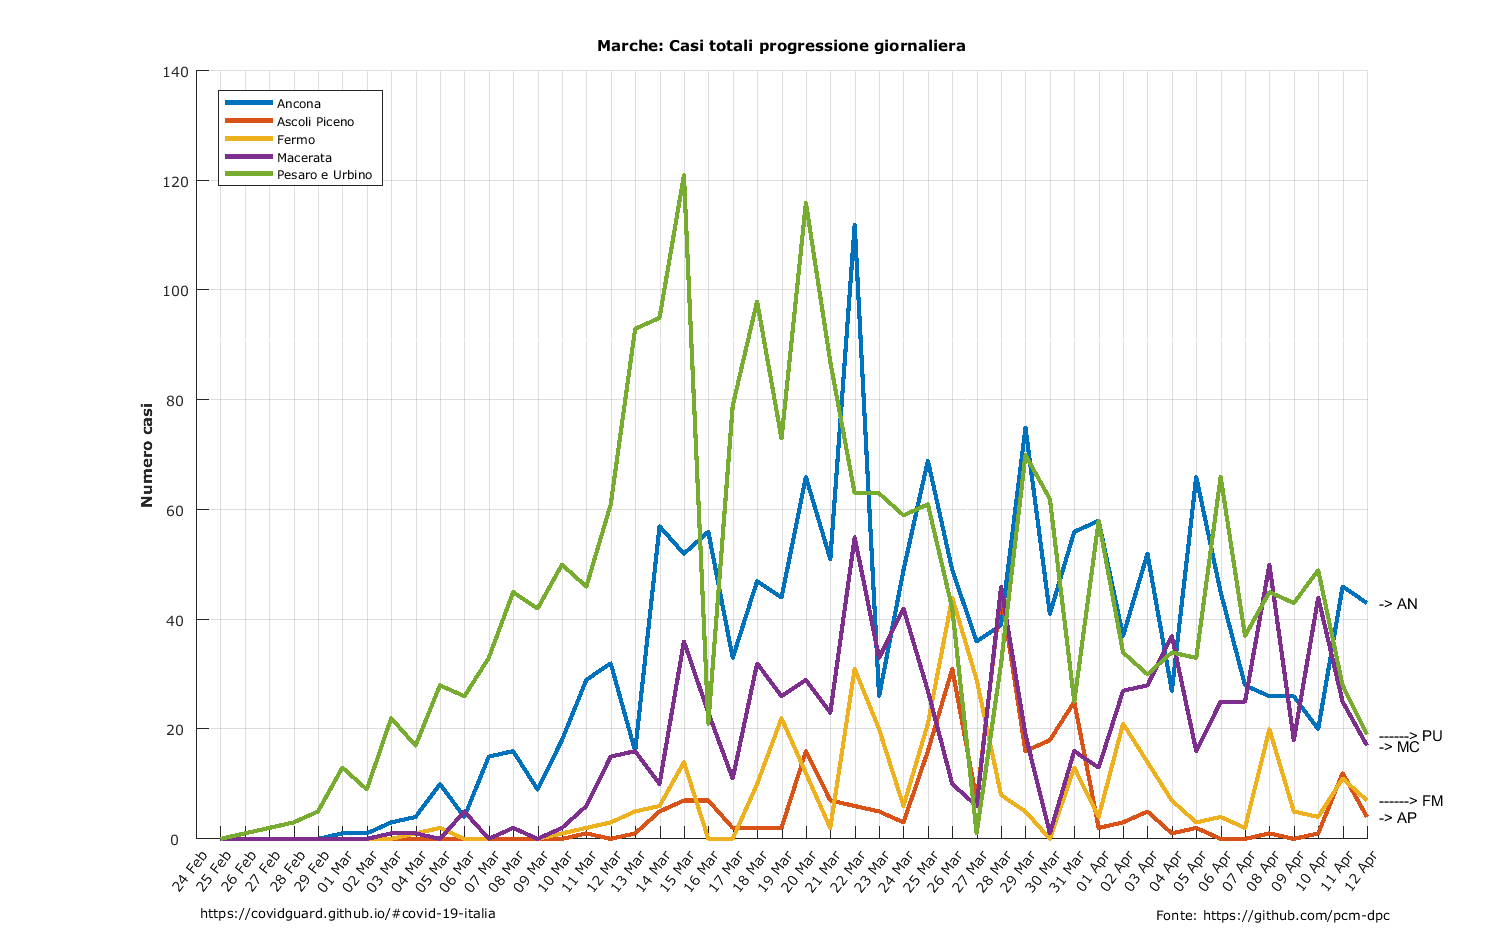 Marche: Casi totali progressione giornaliera
140
120
100
80
60
40
20
0
Numero casi
Ancona
Ascoli Piceno
Fermo
Macerata
Pesaro e Urbino
-> AN
------> PU
-> MC
------> FM
-> AP
24 Feb
25 Feb
26 Feb
27 Feb
28 Feb
29 Feb
01 Mar
02 Mar
03 Mar
04 Mar
05 Mar
06 Mar
07 Mar
08 Mar
09 Mar
10 Mar
11 Mar
12 Mar
13 Mar
14 Mar
15 Mar
16 Mar
17 Mar
18 Mar
19 Mar
20 Mar
21 Mar
22 Mar
23 Mar
24 Mar
25 Mar
26 Mar
27 Mar
28 Mar
29 Mar
30 Mar
31 Mar
01 Apr
02 Apr
03 Apr
04 Apr
05 Apr
06 Apr
07 Apr
08 Apr
09 Apr
10 Apr
11 Apr
12 Apr
https://covidguard.github.io/#covid-19-italia
Fonte: https://github.com/pcm-dpc